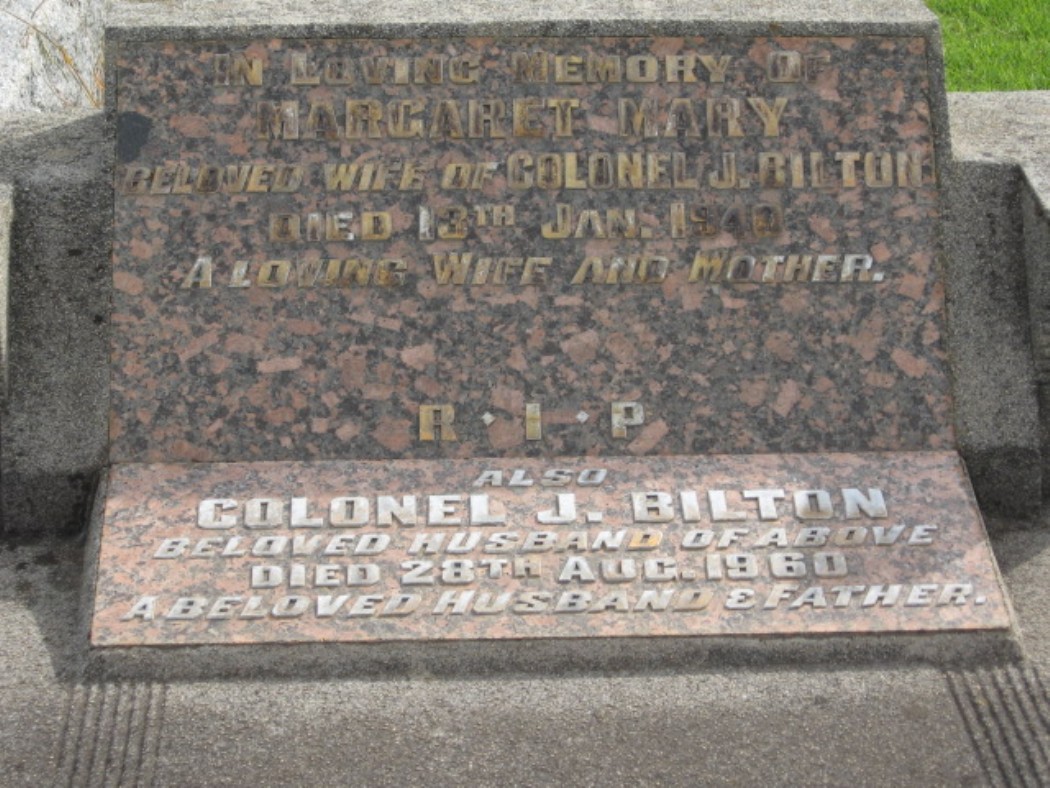 IN LOVING MEMORY OF
MARGARET MARY
BELOVED WIFE OF COLONEL J. BILTON
DIED 13TH JAN. 1940
A LOVING WIFE AND MOTHER.
R · I · P
ALSO
COLONEL J. BILTON
BELOVED HUSBAND OF ABOVE
DIED 28TH AUG. 1960
A BELOVED HUSBAND & FATHER.